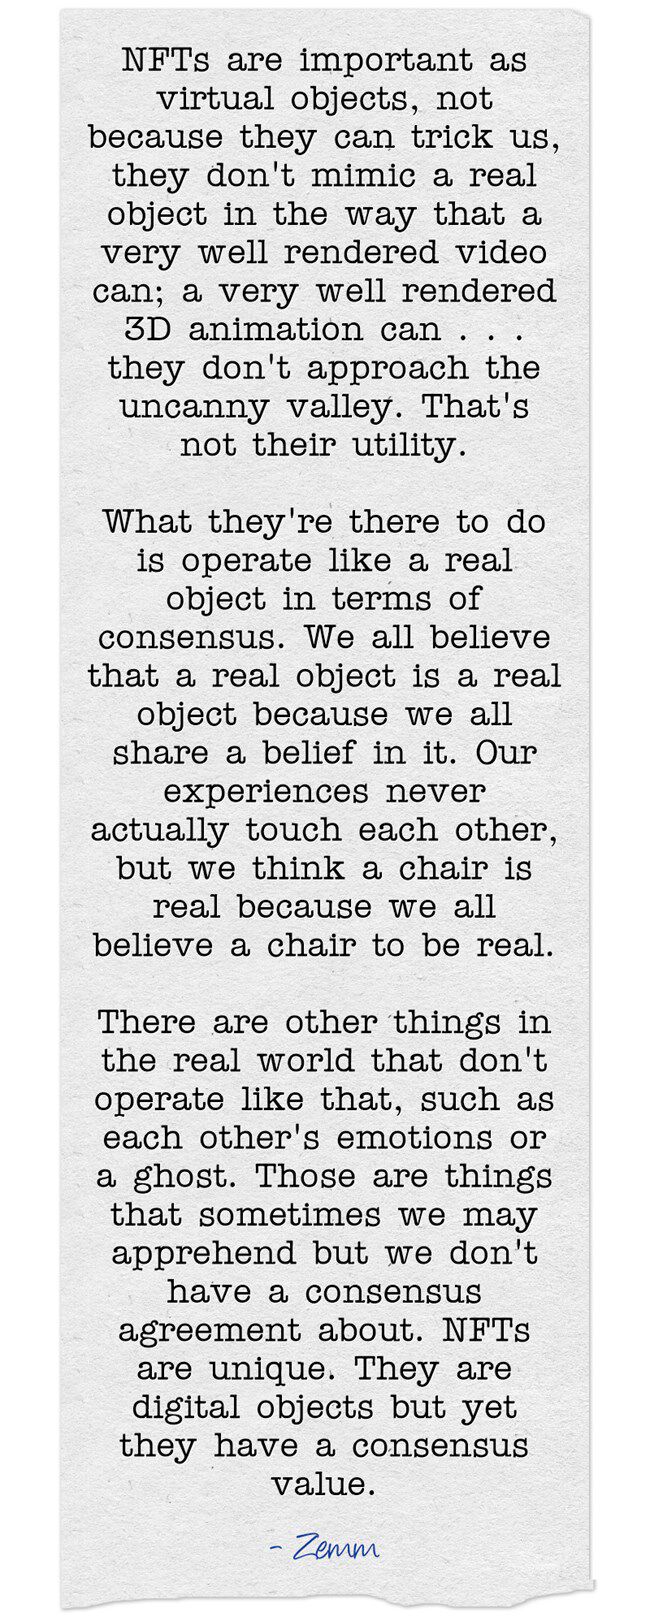 NFTs are important as
virtual objects, not
because they can trick us,
they don't mimic a real
object in the way that a
very well rendered video
can; a very well rendered
3D animation can . . .
they don't approach the
uncanny valley. That's
not their utility.
What they're there to do
is operate like a real
object in terms of
consensus. We all believe
that a real object is a real
object because we all
share a belief in it. Our
experiences never
actually touch each other,
but we think a chair is
real because we all
believe a chair to be real.
There are other things in
the real world that don't
operate like that, such as
each other's emotions or
a ghost. Those are things
that sometimes we may
apprehend but we don't
have a consensus
agreement about. NFTs
are unique. They are
digital objects but yet
they have a consensus
value.
- Zemm